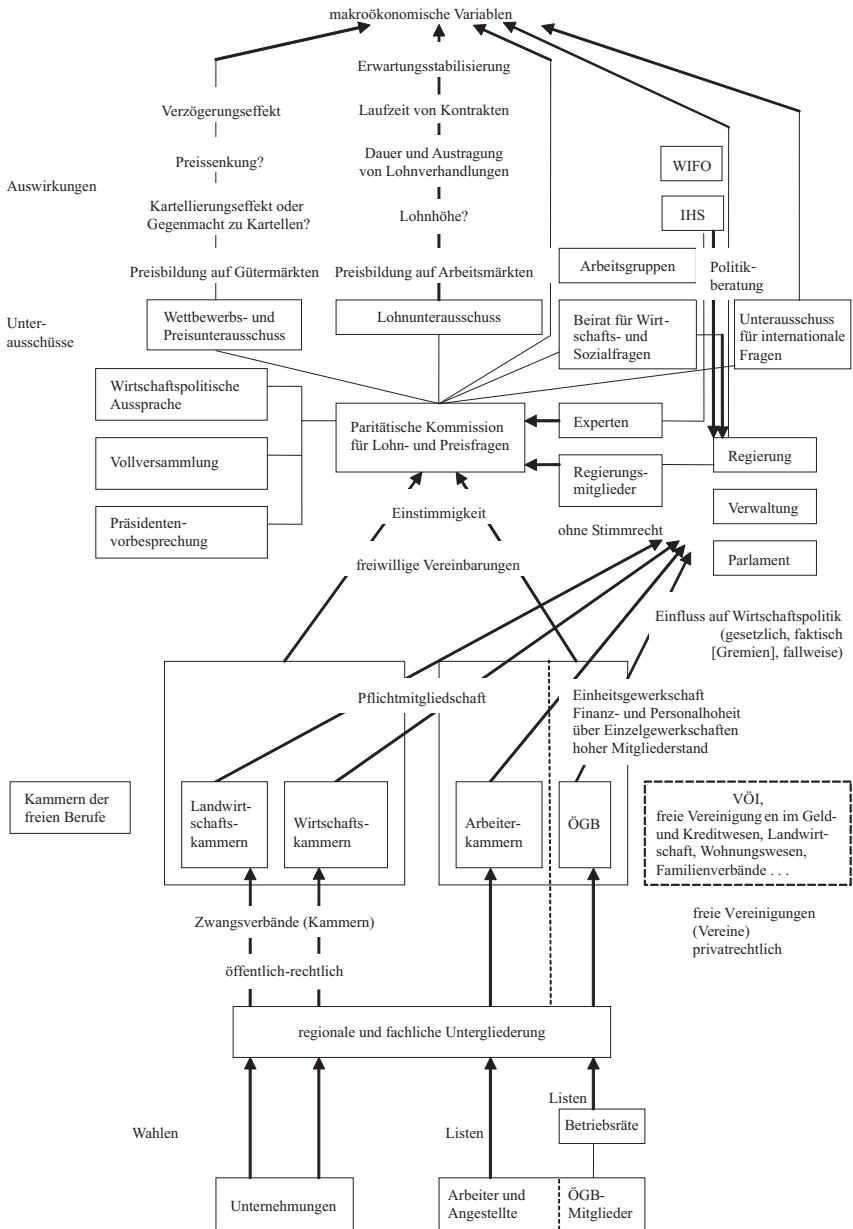 makroökonomische Variablen
Erwartungsstabilisierung
Verzögerungseffekt
Laufzeit von Kontrakten
Preissenkung?
Dauer und Austragung
von Lohnverhandlungen
WIFO
Auswirkungen
Kartellierungseffekt oder
Gegenmacht zu Kartellen?
Lohnhöhe?
IHS
Preisbildung auf Gütermärkten
Preisbildung auf Arbeitsmärkten
Arbeitsgruppen
Politik-
beratung
Unter-
ausschüsse
Wettbewerbs- und
Preisunterausschuss
Lohnunterausschuss
Beirat für Wirt-
schafts- und
Sozialfragen
Unterausschuss
für internationale
Fragen
Wirtschaftspolitische
Aussprache
Paritätische Kommission
für Lohn- und Preisfragen
Experten
Vollversammlung
Regierungs-
mitglieder
Regierung
Präsidenten-
vorbesprechung
Einstimmigkeit
ohne Stimmrecht
Verwaltung
freiwillige Vereinbarungen
Parlament
Einfluss auf Wirtschaftspolitik
(gesetzlich, faktisch
[Gremien], fallweise)
Pflichtmitgliedschaft
Einheitsgewerkschaft
Finanz- und Personalhoheit
über Einzelgewerkschaften
hoher Mitgliederstand
Kammern der
freien Berufe
Landwirt-
schafts-
kammern
Wirtschafts-
kammern
Arbeiter-
kammern
ÖGB
VÖI,
freie Vereinigung en im Geld-
und Kreditwesen, Landwirt-
schaft, Wohnungswesen,
Familienverbände . . .
Zwangsverbände (Kammern)
öffentlich-rechtlich
freie Vereinigungen
(Vereine)
privatrechtlich
regionale und fachliche Untergliederung
Wahlen
Listen
Listen
Betriebsräte
Unternehmungen
Arbeiter und
Angestellte
ÖGB-
Mitglieder